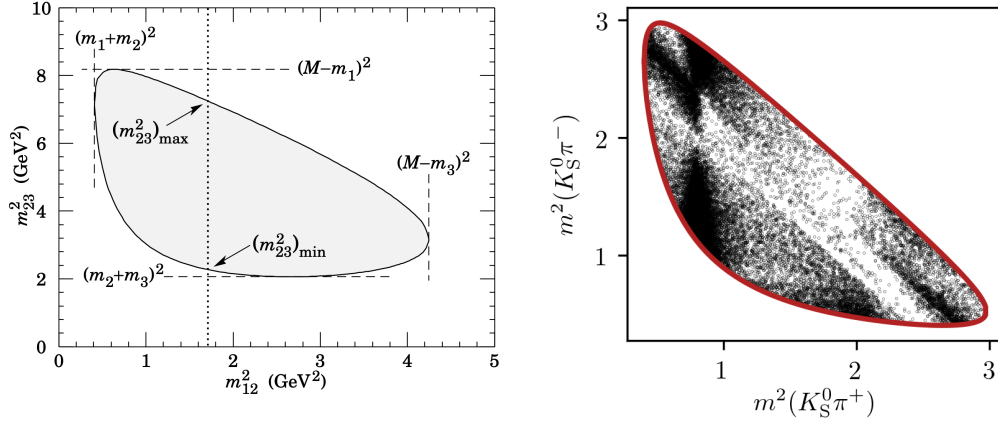 10
8
6
4
2
0
m²₂₃ (GeV²)
(m₁+m₂)²
(M−m₁)²
(m²₂₃)max
(M−m₃)²
(m²₂₃)min
(m₂+m₃)²
0 1 2 3 4 5
m²₁₂ (GeV²)
3
2
1
m²(K⁰_Sπ⁻)
1 2 3
m²(K⁰_Sπ⁺)